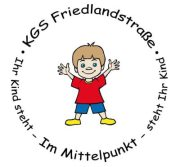 · KGS Friedlandstraße ·
Ihr Kind steht - Im Mittelpunkt - steht Ihr Kind